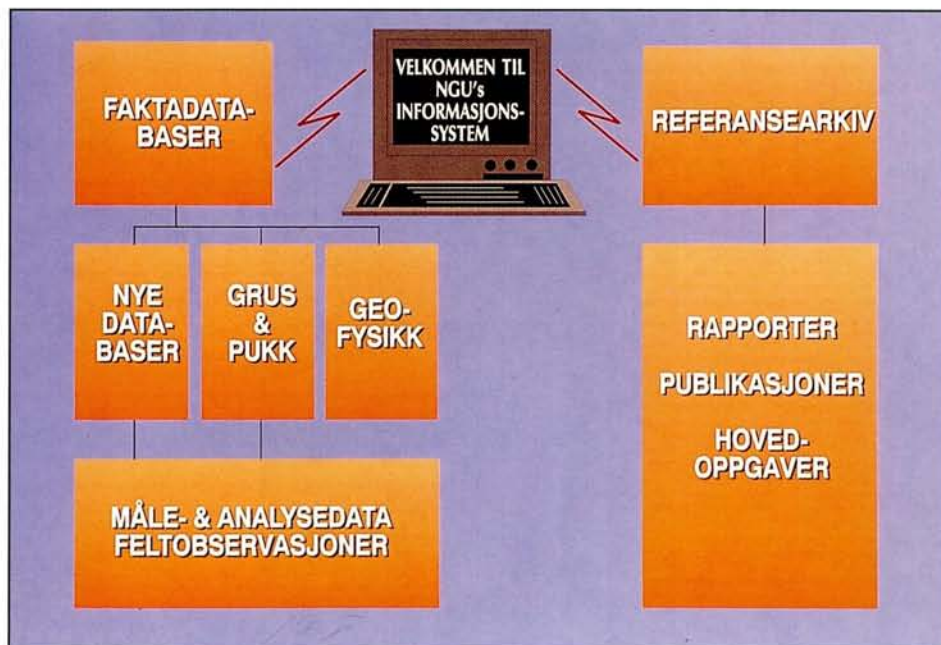 VELKOMMEN TIL
NGU's
INFORMASJONS-
SYSTEM
FAKTADATA-
BASER
REFERANSEARKIV
NYE
DATA-
BASER
GRUS
&
PUKK
GEO-
FYSIKK
MÅLE- & ANALYSEDATA
FELTOBSERVASJONER
RAPPORTER
PUBLIKASJONER
HOVED-
OPPGAVER